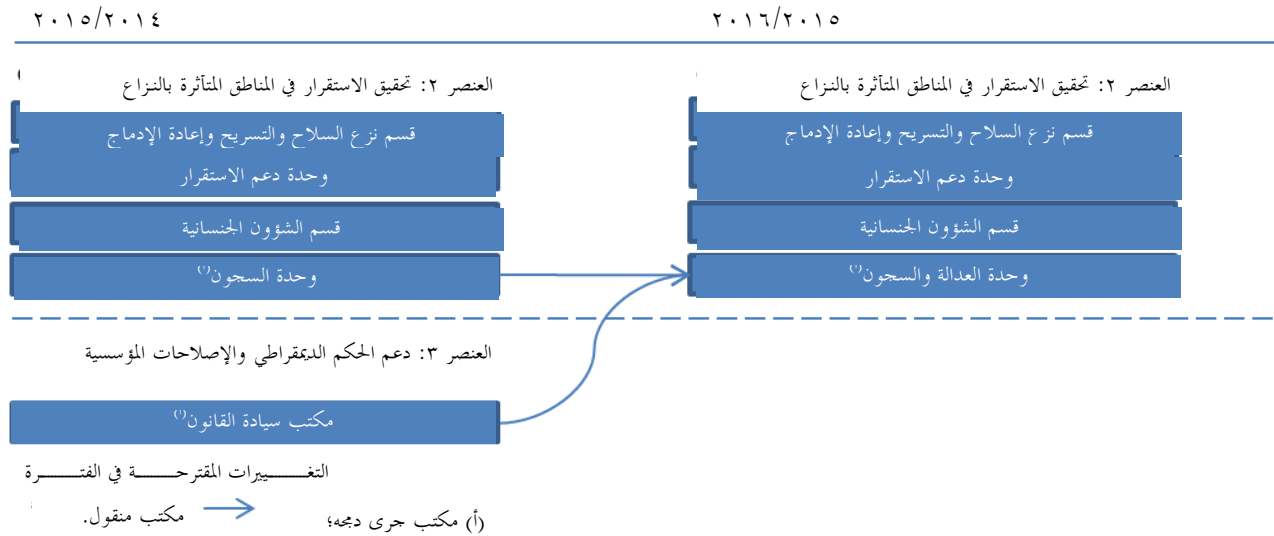 ٢٠١٥/٢٠١٤
٢٠١٦/٢٠١٥
العنصر ٢: تحقيق الاستقرار في المناطق المتأثرة بالنـزاع
قسم نزع السلاح والتسريح وإعادة الإدماج
وحدة دعم الاستقرار
قسم الشؤون الجنسانية
وحدة السجون(أ)
العنصر ٢: تحقيق الاستقرار في المناطق المتأثرة بالنـزاع
قسم نزع السلاح والتسريح وإعادة الإدماج
وحدة دعم الاستقرار
قسم الشؤون الجنسانية
وحدة العدالة والسجون(أ)
العنصر ٣: دعم الحكم الديمقراطي والإصلاحات المؤسسية
مكتب سيادة القانون(أ)
التغـــــييرات المقترحـــــة في الفتـــــرة
(أ) مكتب جرى دمجه؛ مكتب منقول.